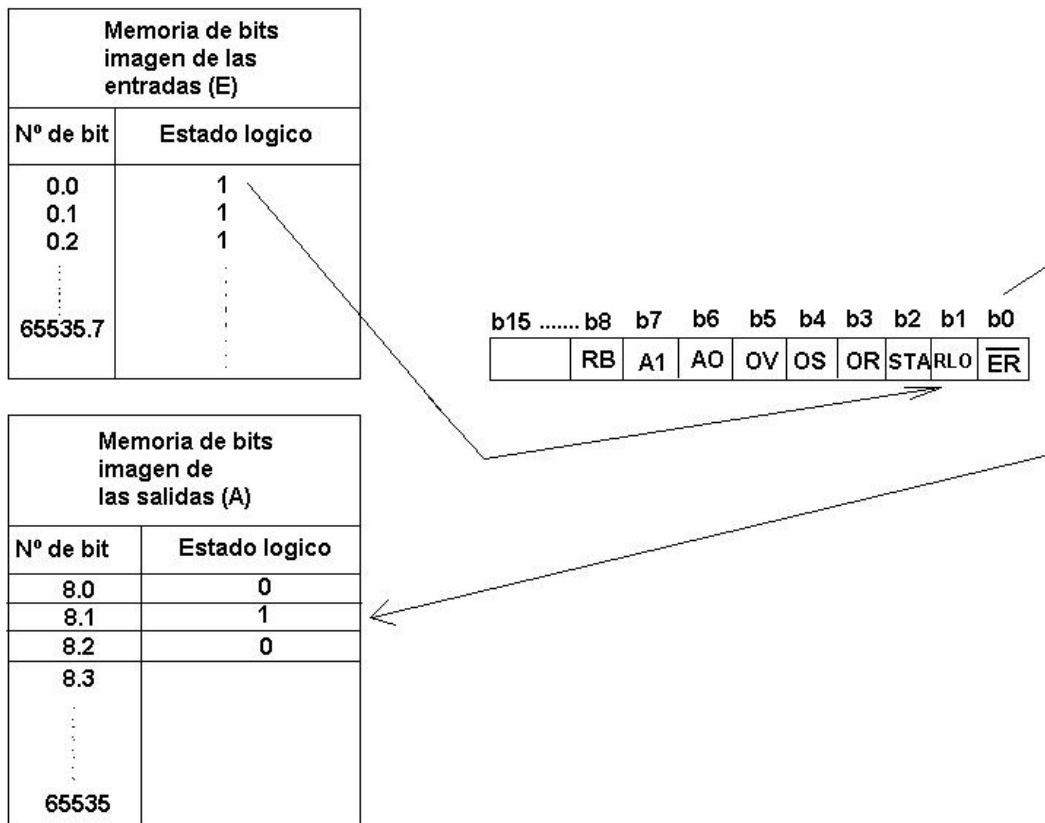 Memoria de bits
imagen de las
entradas (E)
Nº de bit Estado logico
0.0 1
0.1 1
0.2 1
65535.7
b15 ....... b8 b7 b6 b5 b4 b3 b2 b1 b0
RB A1 AO OV OS OR STA RLO E̅R̅
Memoria de bits
imagen de
las salidas (A)
Nº de bit Estado logico
8.0 0
8.1 1
8.2 0
8.3
65535